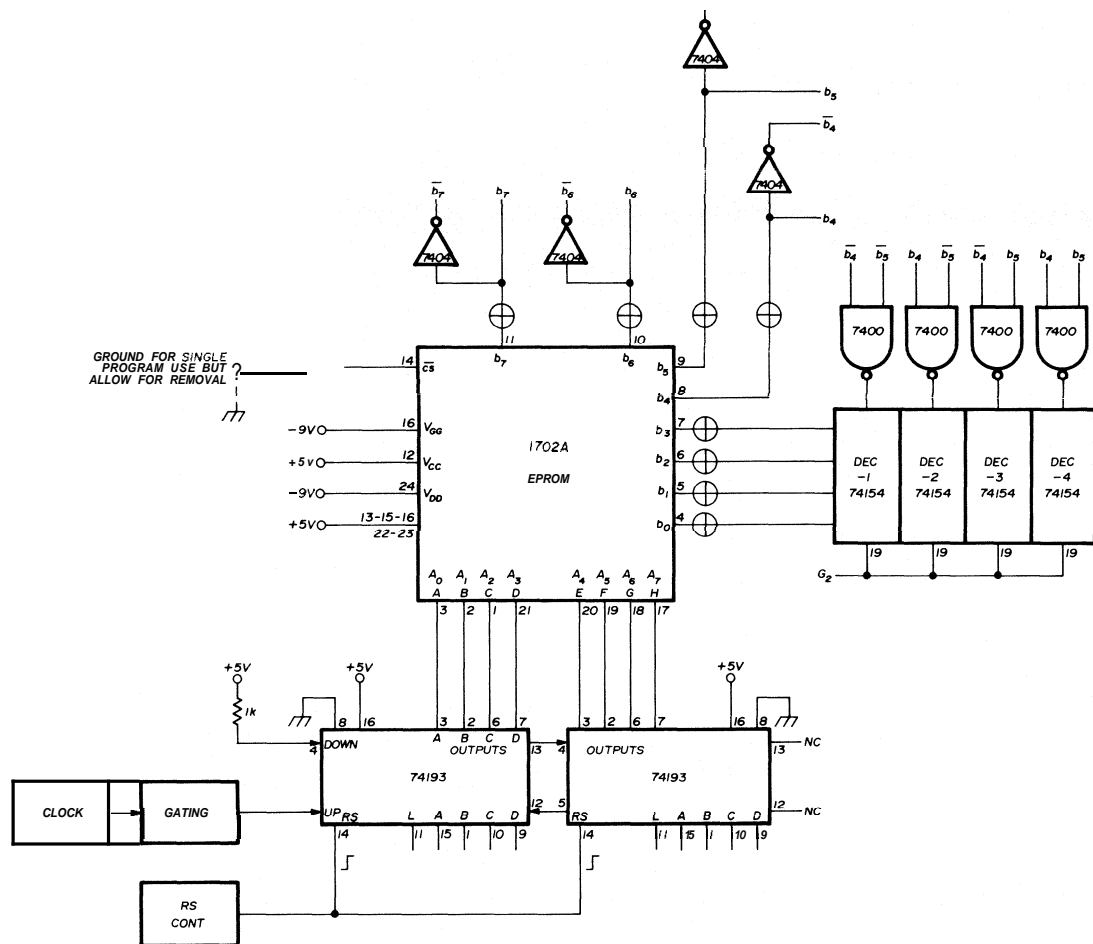 7404
b5
b̅4
7404
b4
b̅7
b7
b̅6
b6
7404
7404
b̅4 b̅5 b4 b̅5 b̅4 b5 b4 b5
7400 7400 7400 7400
GROUND FOR SINGLE
PROGRAM USE BUT
ALLOW FOR REMOVAL
?
14 c̅s̅
11 b7
10 b6
9 b5
8 b4
-9V 16 VGG
+5V 12 VCC
-9V 24 VDD
+5V 13-15-16
22-23
1702A
EPROM
b3 7
b2 6
b1 5
b0 4
DEC DEC DEC DEC
-1 -2 -3 -4
74154 74154 74154 74154
19 19 19 19
G2
A0 A1 A2 A3 A4 A5 A6 A7
A B C D E F G H
3 2 1 21 20 19 18 17
+5V +5V +5V
1k
8 16 3 2 6 7 3 2 6 7 16 8
4 DOWN A B C D
OUTPUTS 13 4 OUTPUTS 13 NC
74193 74193
UP RS L A B C D 12 5 RS L A B C D 12 NC
14 11 15 1 10 9 14 11 15 1 10 9
CLOCK GATING
RS
CONT